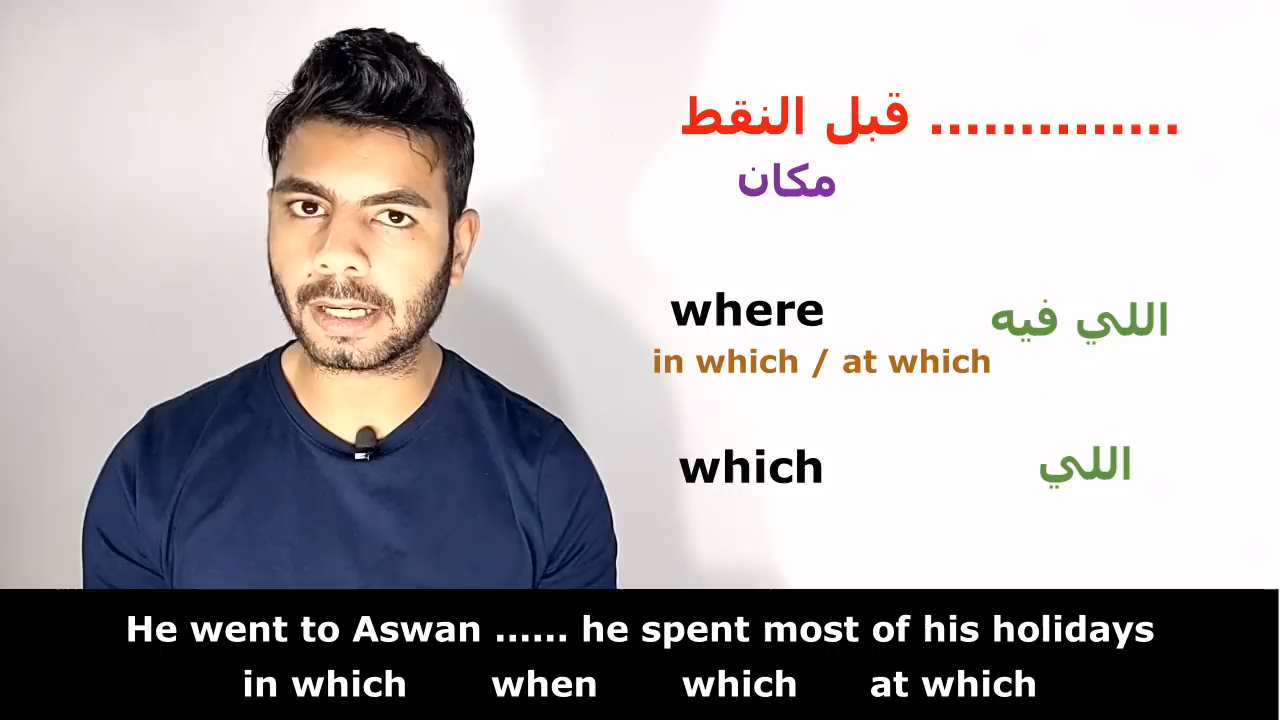 قبل النقط ..............
مكان
where اللي فيه
in which / at which
which اللي
He went to Aswan ...... he spent most of his holidays
in which when which at which